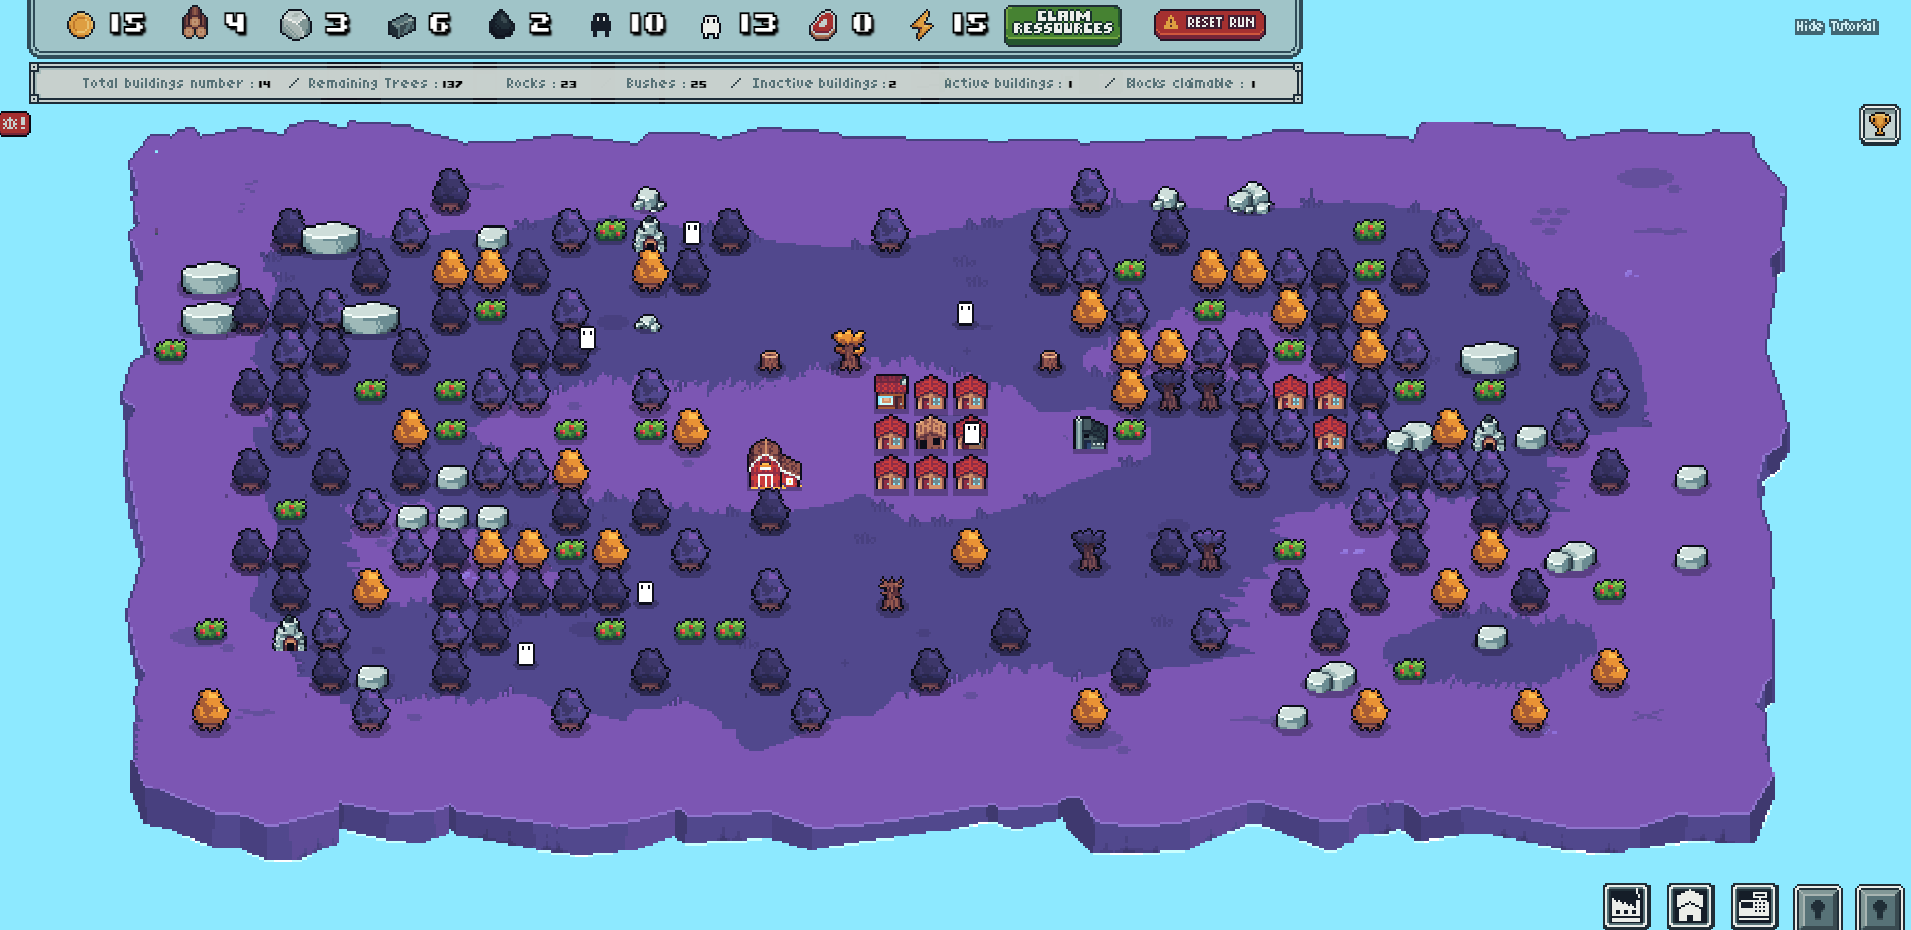 15 4 3 6 2 10 13 0 15 CLAIM RESSOURCES RESET RUN
Hide Tutorial
Total buildings number : 14 / Remaining Trees : 137 Rocks : 23 Bushes : 25 / Inactive buildings : 2 Active buildings : 1 / Blocks claimable : 1